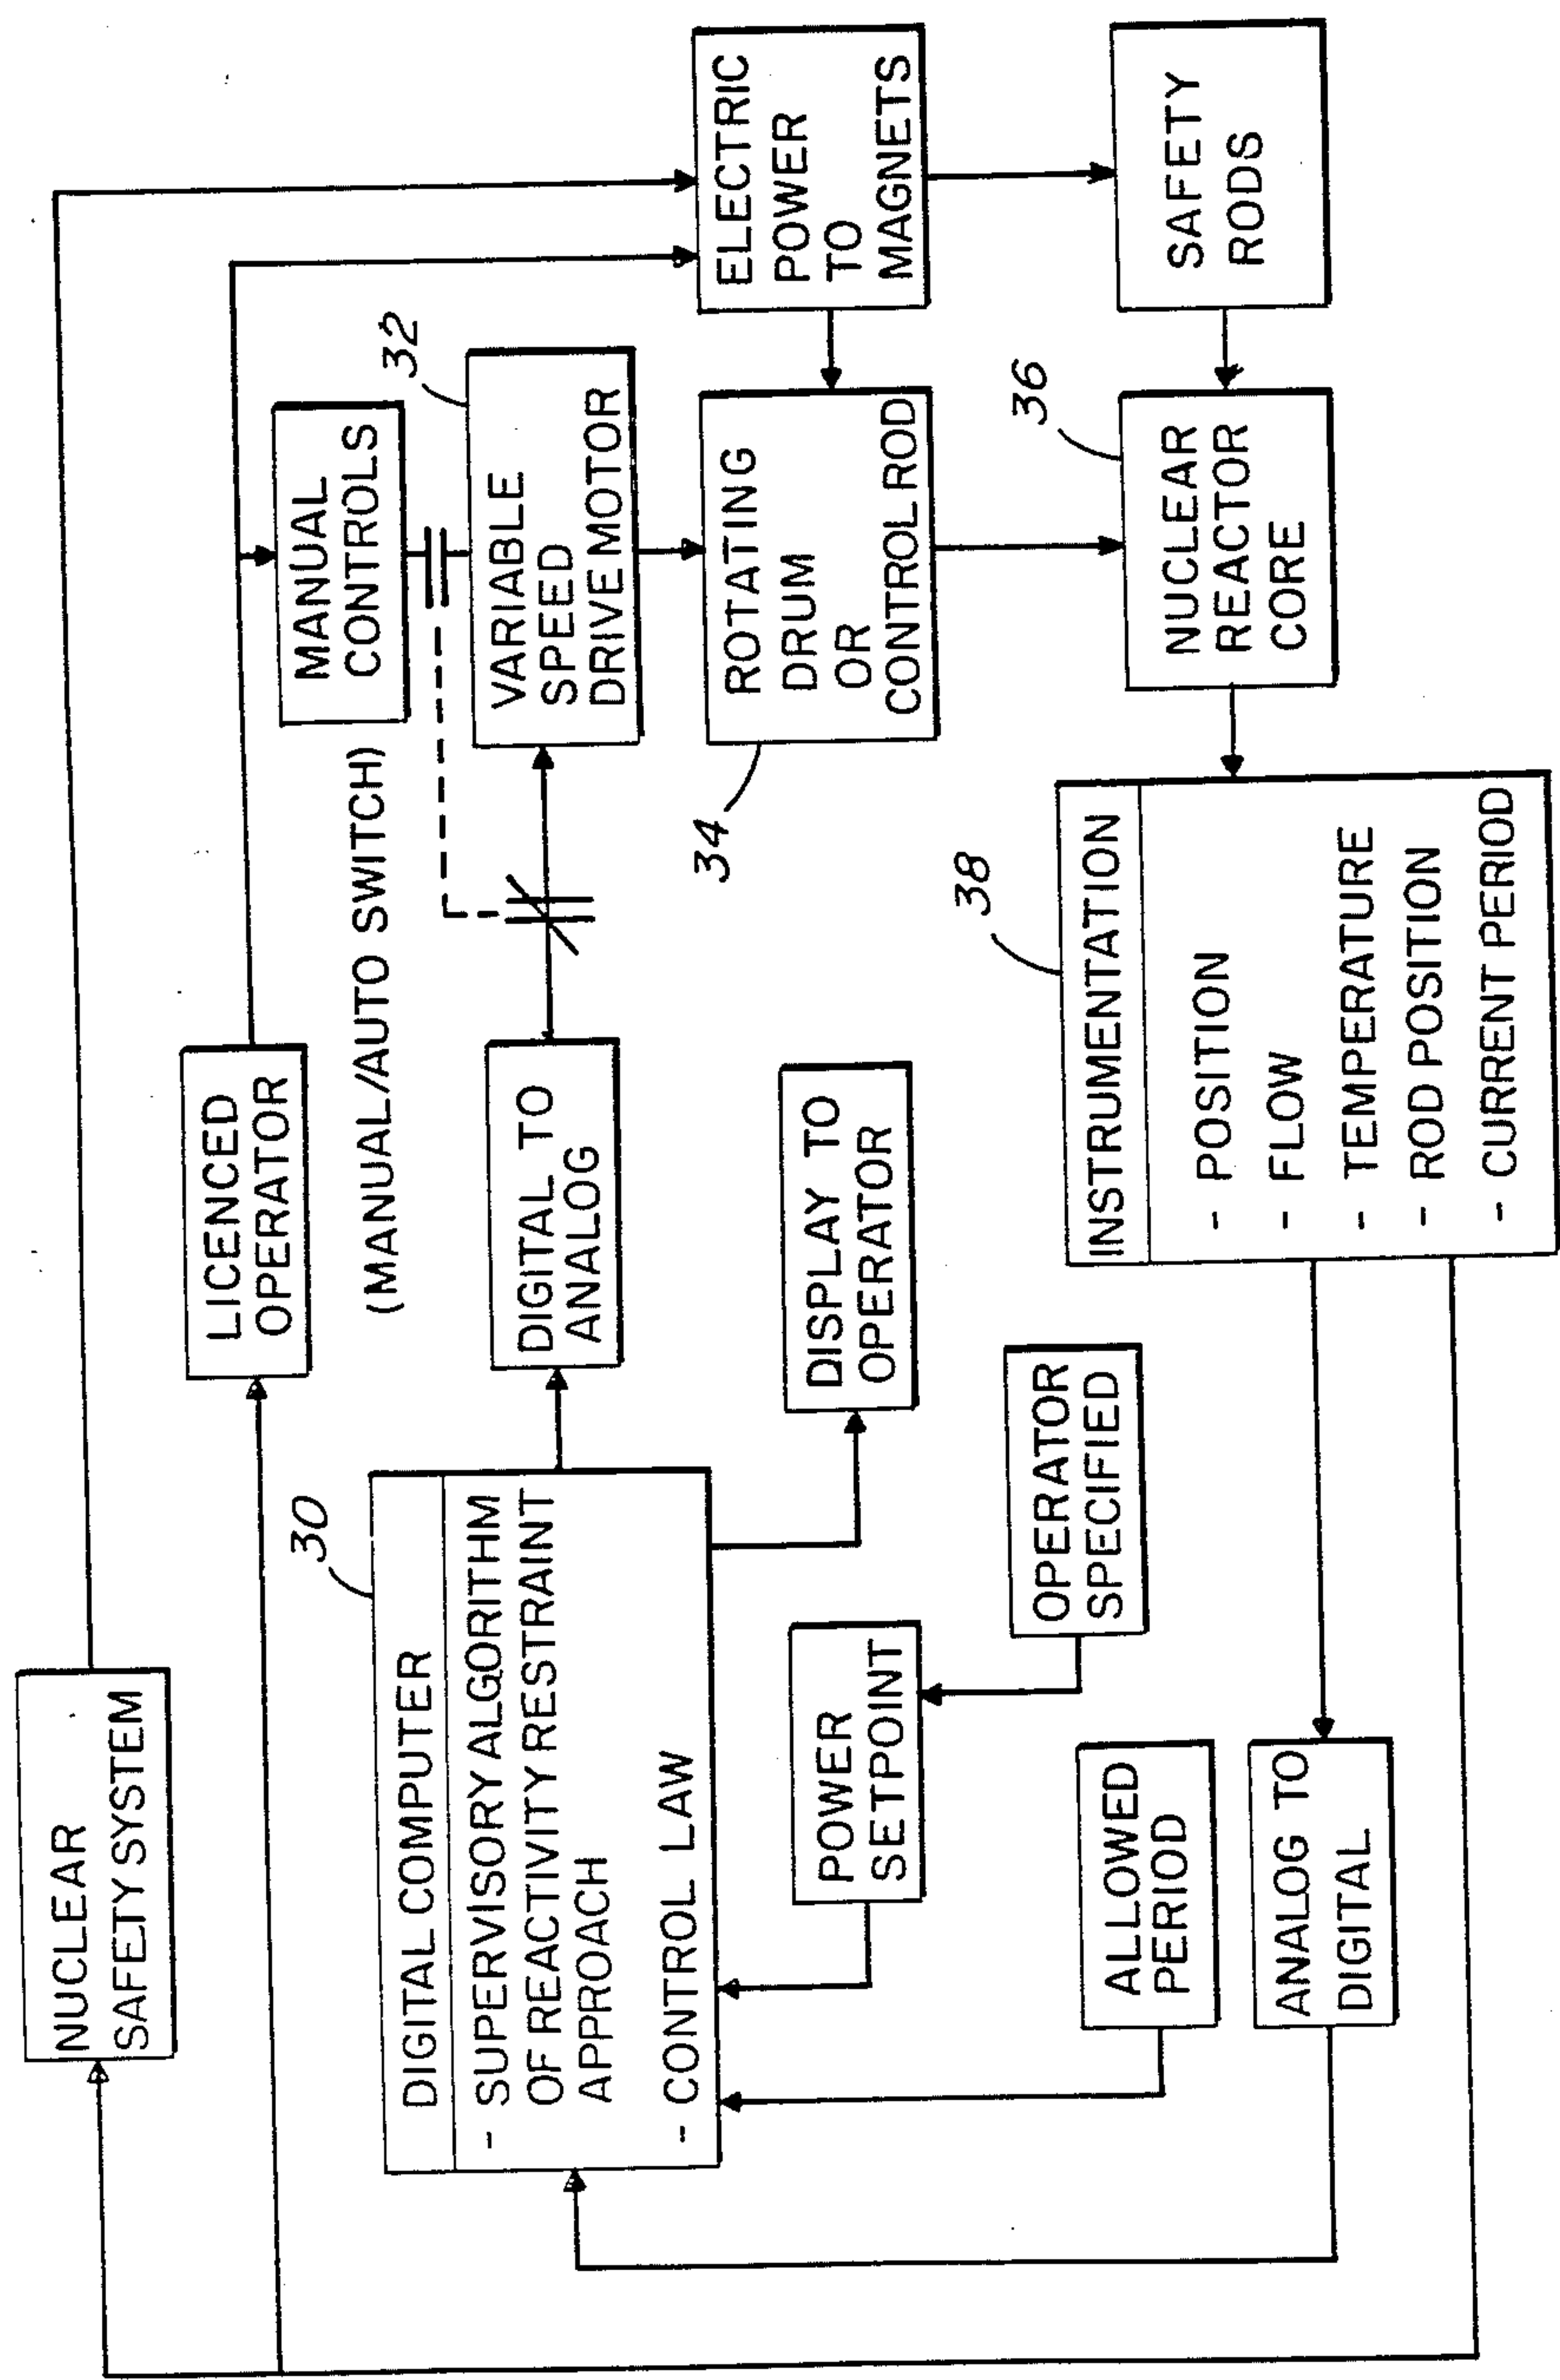 NUCLEAR
SAFETY SYSTEM
LICENCED
OPERATOR
(MANUAL/AUTO SWITCH)
MANUAL
CONTROLS
30
DIGITAL COMPUTER
- SUPERVISORY ALGORITHM
OF REACTIVITY RESTRAINT
APPROACH
- CONTROL LAW
DIGITAL TO
ANALOG
32
VARIABLE
SPEED
DRIVE MOTOR
ELECTRIC
POWER
TO
MAGNETS
34
ROTATING
DRUM
OR
CONTROL ROD
DISPLAY TO
OPERATOR
POWER
SETPOINT
OPERATOR
SPECIFIED
ALLOWED
PERIOD
ANALOG TO
DIGITAL
38
INSTRUMENTATION
- POSITION
- FLOW
- TEMPERATURE
- ROD POSITION
- CURRENT PERIOD
36
NUCLEAR
REACTOR
CORE
SAFETY
RODS